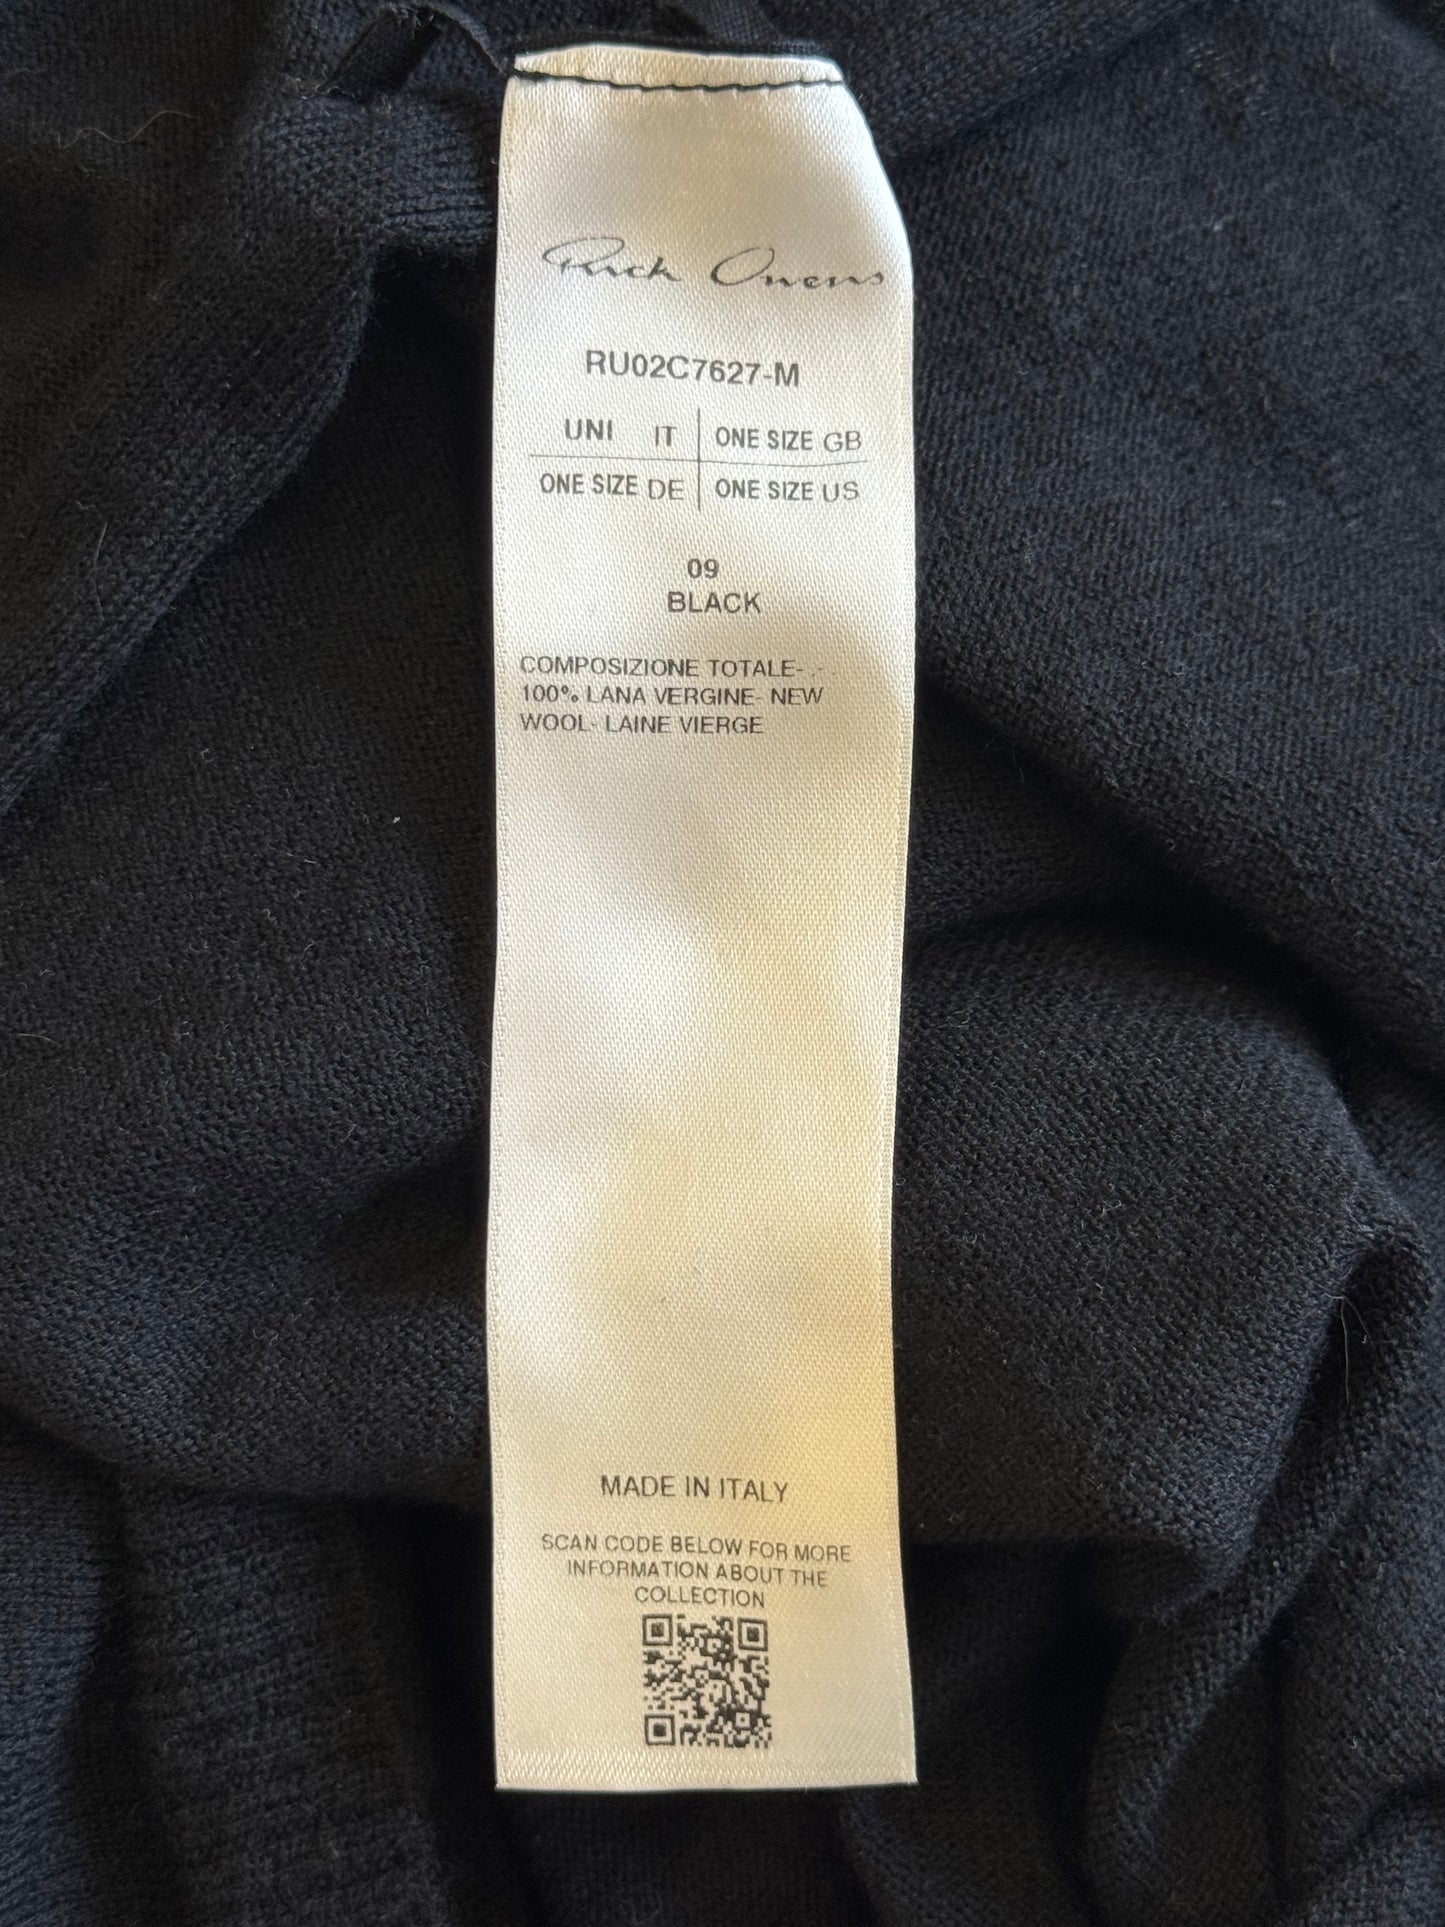 Rick Owens
RU02C7627-M
UNI IT ONE SIZE GB
ONE SIZE DE ONE SIZE US
09
BLACK
COMPOSIZIONE TOTALE- .-
100% LANA VERGINE- NEW
WOOL- LAINE VIERGE
MADE IN ITALY
SCAN CODE BELOW FOR MORE
INFORMATION ABOUT THE
COLLECTION